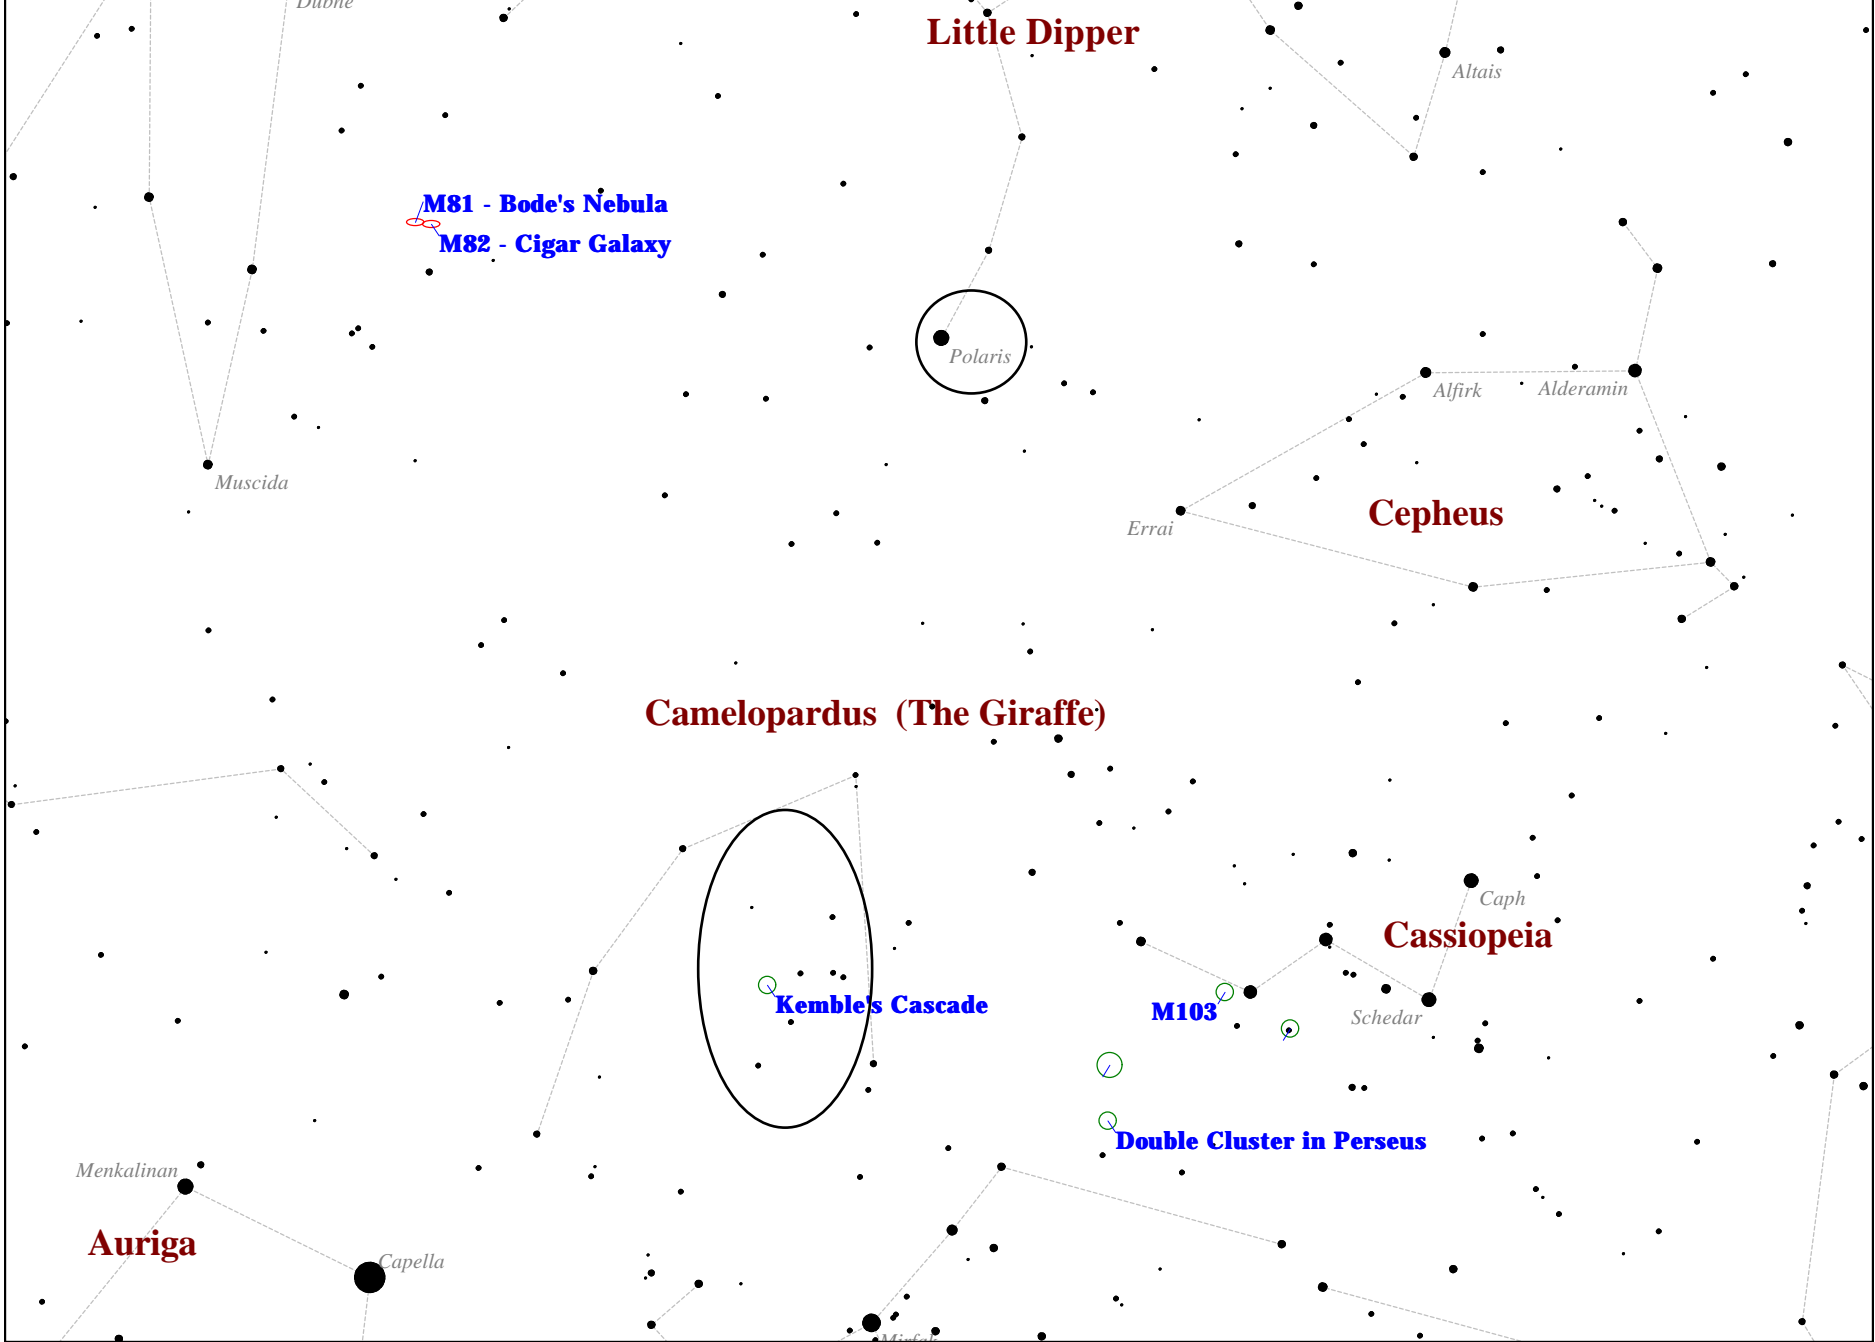 Dubhe
Little Dipper
Altais
M81 - Bode's Nebula
M82 - Cigar Galaxy
Polaris
Alfirk
Alderamin
Muscida
Cepheus
Errai
Camelopardus (The Giraffe)
Caph
Cassiopeia
Kemble's Cascade
M103
Schedar
Double Cluster in Perseus
Menkalinan
Auriga
Capella
Mirfak